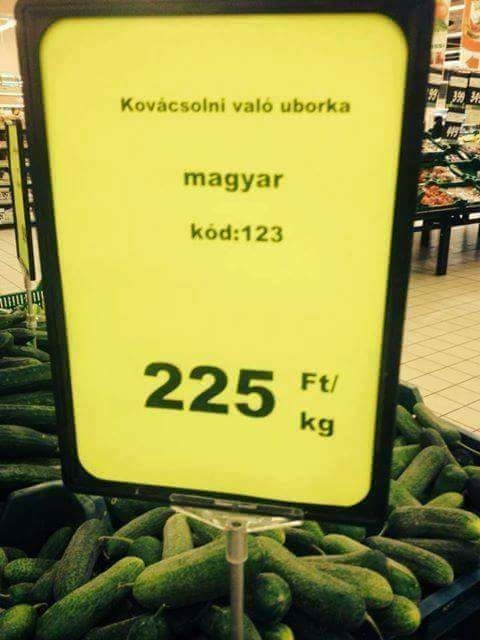 Kovácsolni való uborka
magyar
kód:123
225 Ft/
kg